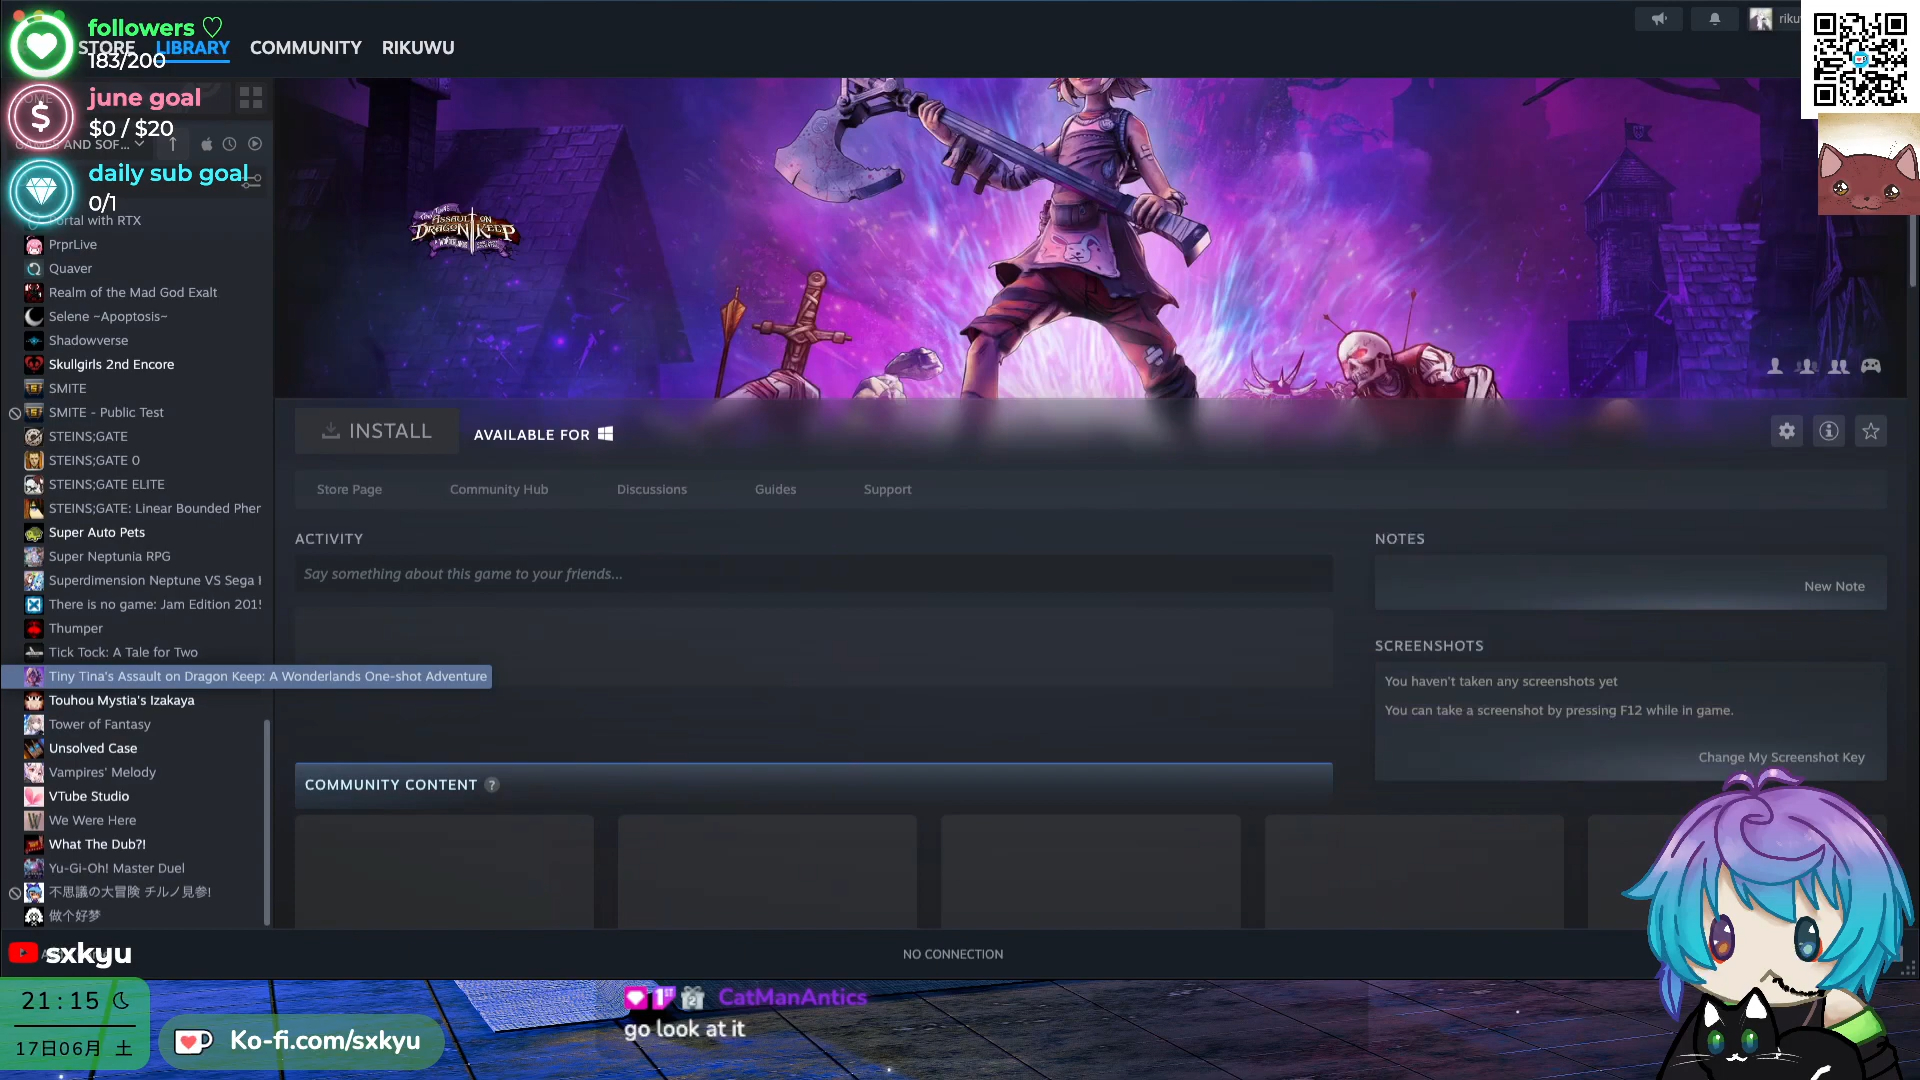 followers ♡
183/200
STORE LIBRARY COMMUNITY RIKUWU
june goal
$0 / $20
AND SOF...
daily sub goal
0/1
Portal with RTX
PrprLive
Quaver
Realm of the Mad God Exalt
Selene ~Apoptosis~
Shadowverse
Skullgirls 2nd Encore
SMITE
SMITE - Public Test
STEINS;GATE
STEINS;GATE 0
STEINS;GATE ELITE
STEINS;GATE: Linear Bounded Pher
Super Auto Pets
Super Neptunia RPG
Superdimension Neptune VS Sega
There is no game: Jam Edition 201
Thumper
Tick Tock: A Tale for Two
Tiny Tina's Assault on Dragon Keep: A Wonderlands One-shot Adventure
Touhou Mystia's Izakaya
Tower of Fantasy
Unsolved Case
Vampires' Melody
VTube Studio
We Were Here
What The Dub?!
Yu-Gi-Oh! Master Duel
不思議の大冒険 チルノ見参!
做个好梦
ASSAULT ON
DRAGON KEEP
INSTALL
AVAILABLE FOR
Store Page Community Hub Discussions Guides Support
ACTIVITY
Say something about this game to your friends...
NOTES
New Note
SCREENSHOTS
You haven't taken any screenshots yet
You can take a screenshot by pressing F12 while in game.
Change My Screenshot Key
COMMUNITY CONTENT ?
NO CONNECTION
sxkyu
21:15
17日06月 土
Ko-fi.com/sxkyu
CatManAntics
go look at it